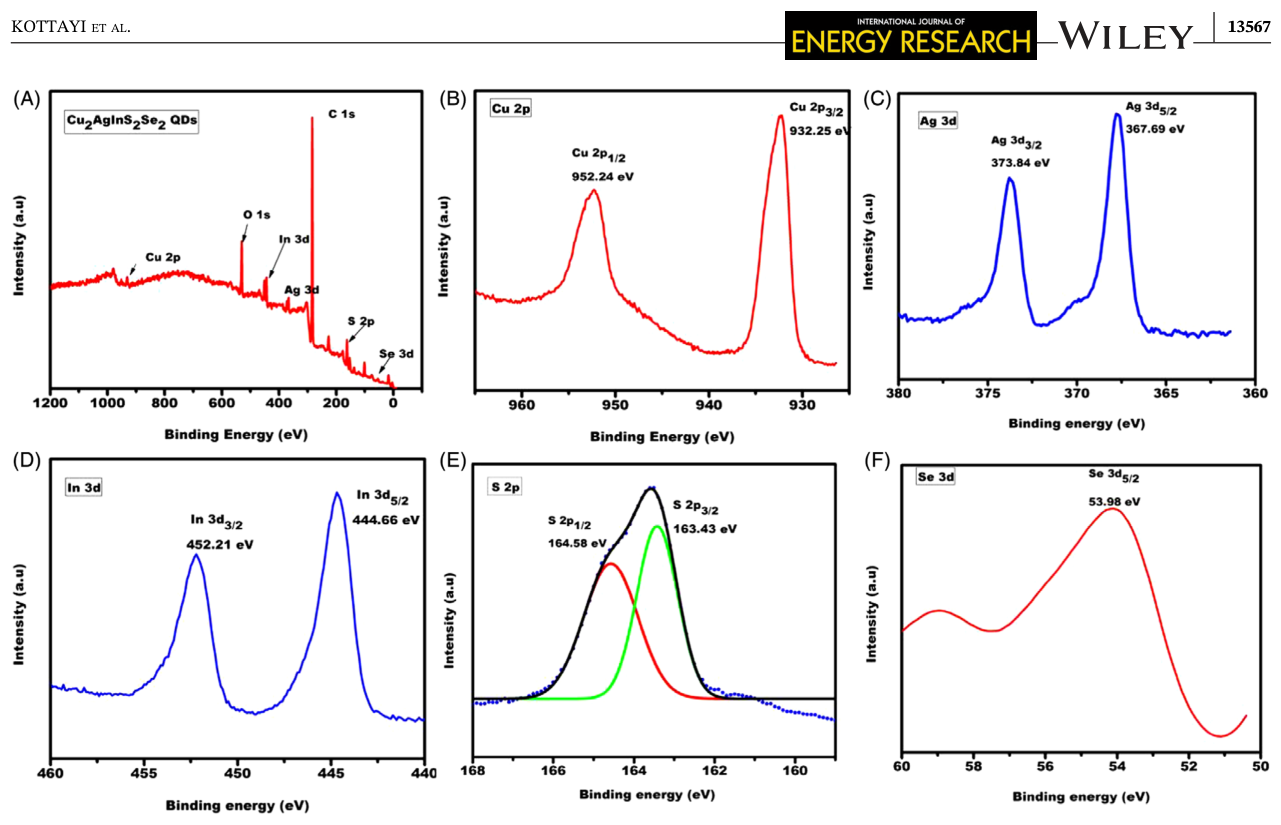 KOTTAYI ET AL.
INTERNATIONAL JOURNAL OF
ENERGY RESEARCH
WILEY
13567
(A)
Cu2AgInS2Se2 QDs
C 1s
O 1s
In 3d
Cu 2p
Ag 3d
S 2p
Se 3d
Intensity (a.u)
1200 1000 800 600 400 200 0
Binding Energy (eV)
(B)
Cu 2p
Cu 2p3/2
932.25 eV
Cu 2p1/2
952.24 eV
Intensity (a.u)
960 950 940 930
Binding Energy (eV)
(C)
Ag 3d
Ag 3d5/2
367.69 eV
Ag 3d3/2
373.84 eV
Intensity (a.u)
380 375 370 365 360
Binding energy (eV)
(D)
In 3d
In 3d5/2
444.66 eV
In 3d3/2
452.21 eV
Intensity (a.u)
460 455 450 445 440
Binding energy (eV)
(E)
S 2p
S 2p3/2
163.43 eV
S 2p1/2
164.58 eV
Intensity (a.u)
168 166 164 162 160
Binding energy (eV)
(F)
Se 3d
Se 3d5/2
53.98 eV
Intensity (a.u)
60 58 56 54 52 50
Binding energy (eV)